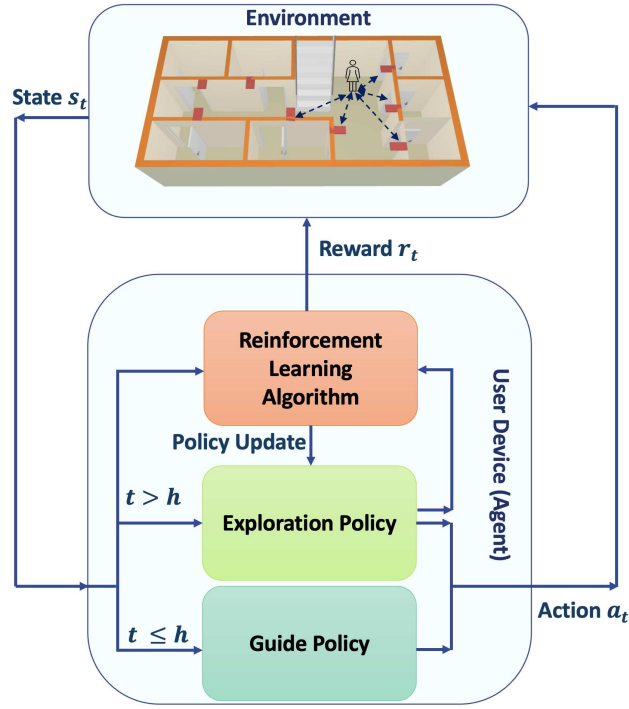 Environment
State s_t
Reward r_t
Reinforcement
Learning
Algorithm
User Device (Agent)
Policy Update
t > h
Exploration Policy
Action a_t
t ≤ h
Guide Policy